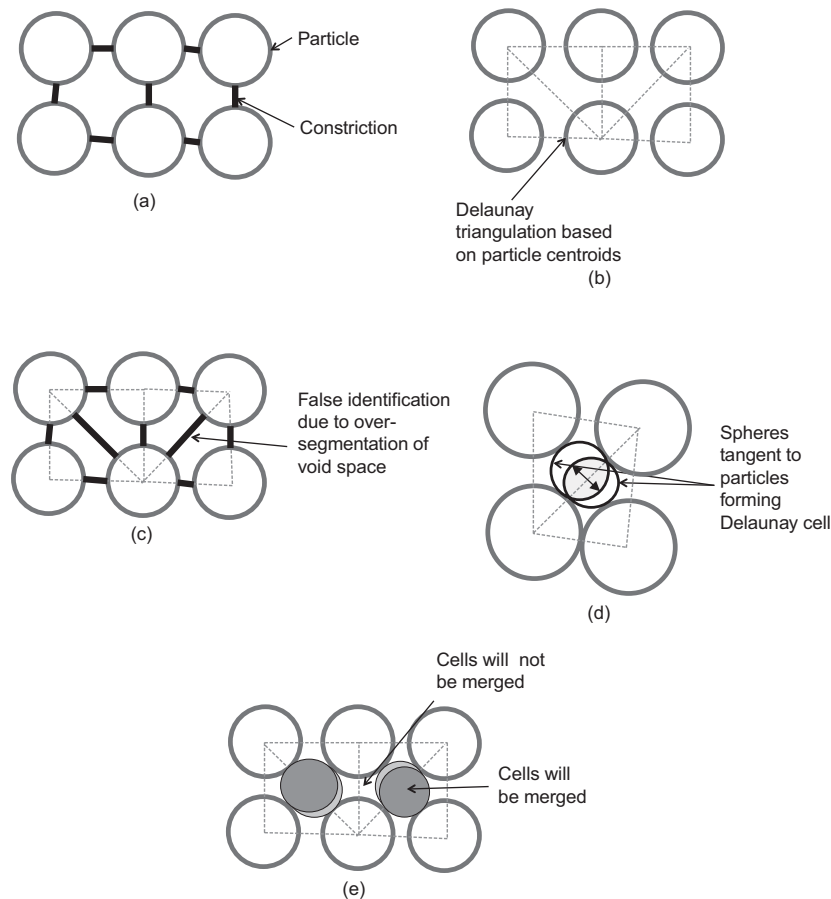 Particle
Constriction
(a)
Delaunay
triangulation based
on particle centroids
(b)
False identification
due to over-
segmentation of
void space
(c)
Spheres
tangent to
particles
forming
Delaunay cell
(d)
Cells will not
be merged
Cells will
be merged
(e)